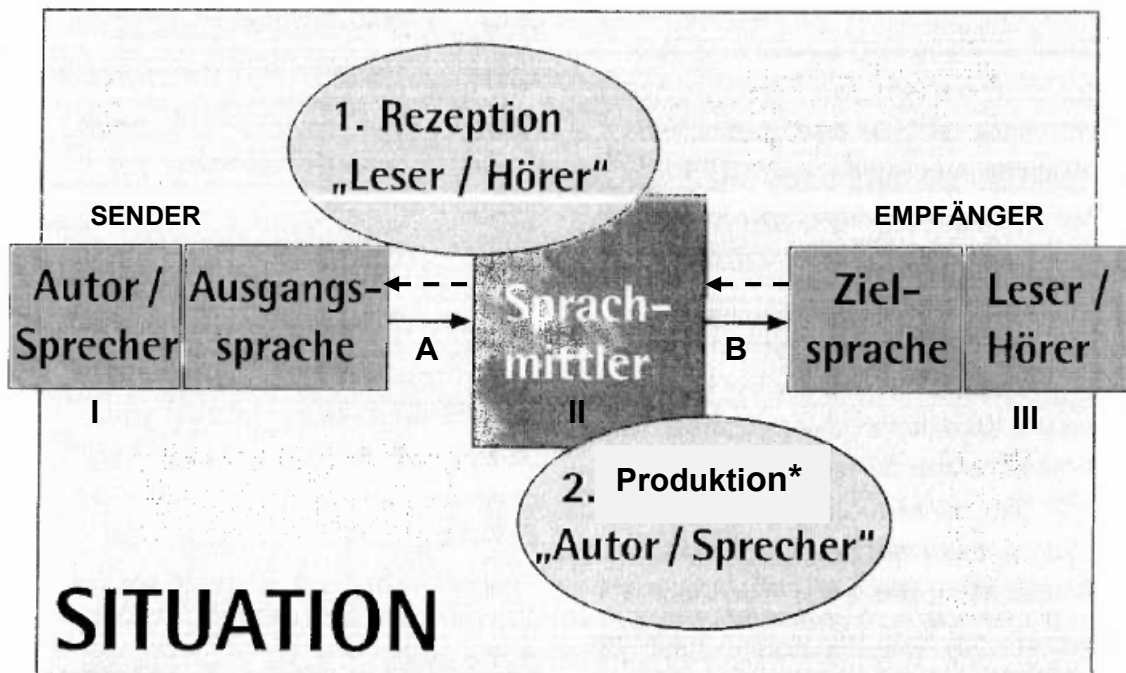 1. Rezeption
„Leser / Hörer“
SENDER
EMPFÄNGER
Autor /
Sprecher
I
Ausgangs-
sprache
A
Sprach-
mittler
II
B
Ziel-
sprache
Leser /
Hörer
III
2. Produktion*
„Autor / Sprecher“
SITUATION